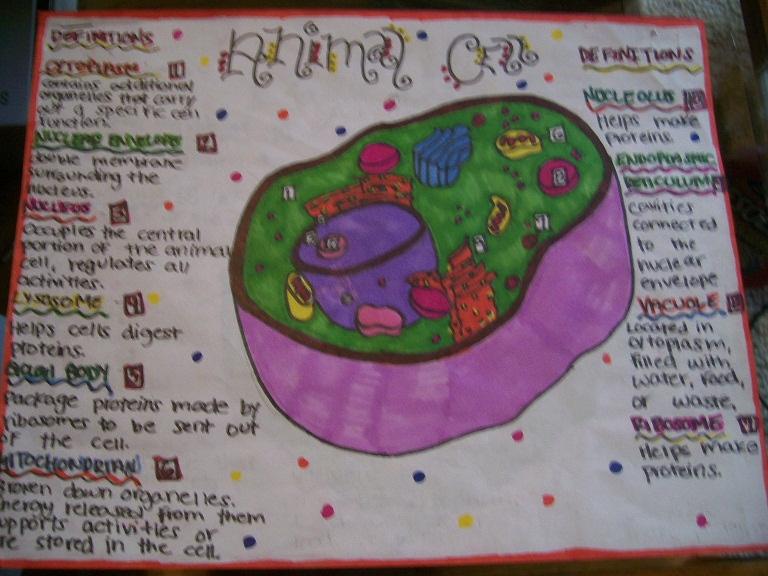 Animal Cell
DEFINITIONS
CYTOPLASM 1
contains additional
organelles that carry
out a specific cell
function.
NUCLEAR ENVELOPE 2
Double membrane
surrounding the
nucleus.
NUCLEUS 3
Occupies the central
portion of the animal
cell, regulates all
activities.
LYSOSOME 4
Helps cells digest
proteins.
GOLGI BODY 5
Package proteins made by
ribosomes to be sent out
of the cell.
MITOCHONDRIAN 6
Broken down organelles.
Energy released from them
supports activities or
are stored in the cell.
DEFINITIONS
NUCLEOLUS
Helps make
proteins.
ENDOPLASMIC
RETICULUM
cavities
connected
to the
nuclear
envelope
VACUOLE
Located in
cytoplasm,
filled with
water, food,
or waste.
RIBOSOME
Helps make
proteins.
1